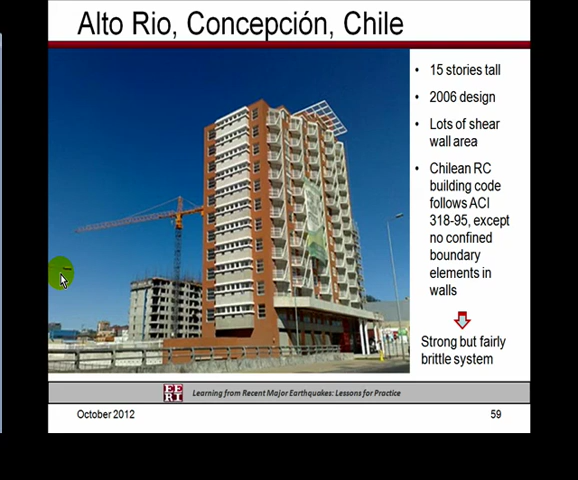 Alto Rio, Concepción, Chile
• 15 stories tall
• 2006 design
• Lots of shear
wall area
• Chilean RC
building code
follows ACI
318-95, except
no confined
boundary
elements in
walls
Strong but fairly
brittle system
EE
RI
Learning from Recent Major Earthquakes: Lessons for Practice
October 2012
59